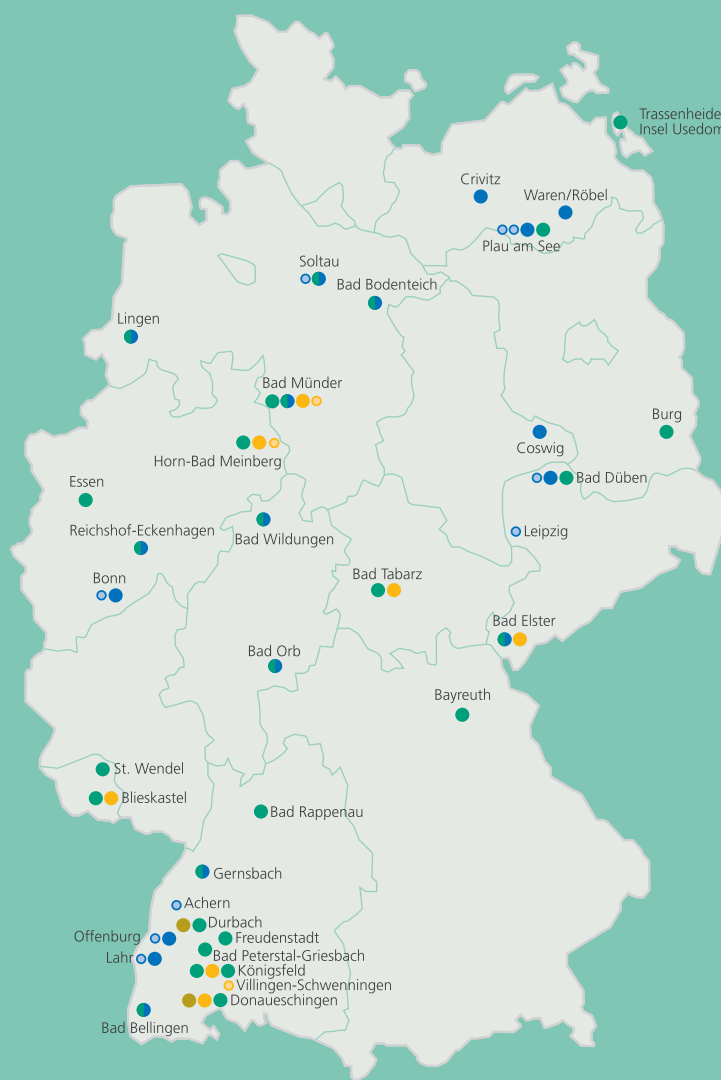 Trassenheide
Insel Usedom
Crivitz
Waren/Röbel
Plau am See
Soltau
Bad Bodenteich
Lingen
Bad Münder
Burg
Coswig
Horn-Bad Meinberg
Bad Düben
Essen
Reichshof-Eckenhagen
Leipzig
Bad Wildungen
Bonn
Bad Tabarz
Bad Elster
Bad Orb
Bayreuth
St. Wendel
Blieskastel
Bad Rappenau
Gernsbach
Achern
Durbach
Offenburg
Freudenstadt
Lahr
Bad Peterstal-Griesbach
Königsfeld
Villingen-Schwenningen
Donaueschingen
Bad Bellingen